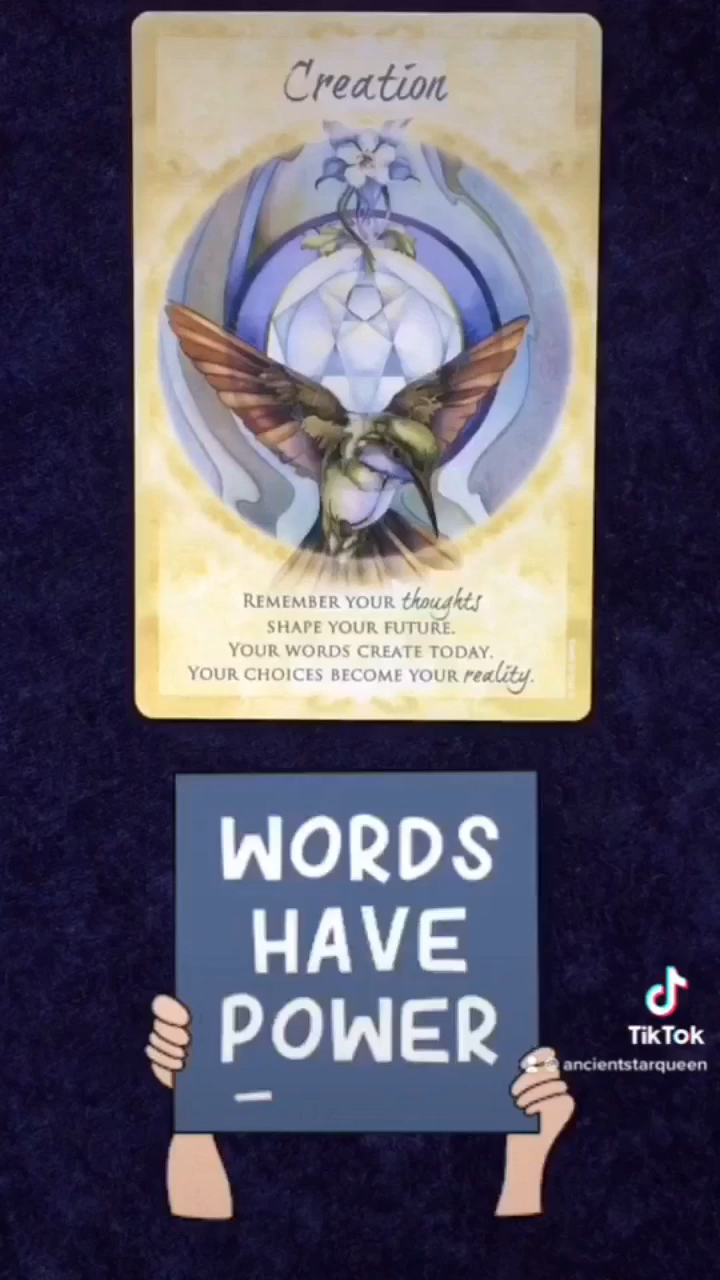 Creation
REMEMBER YOUR thoughts
SHAPE YOUR FUTURE.
YOUR WORDS CREATE TODAY.
YOUR CHOICES BECOME YOUR reality.
WORDS
HAVE
POWER
TikTok
@ancientstarqueen